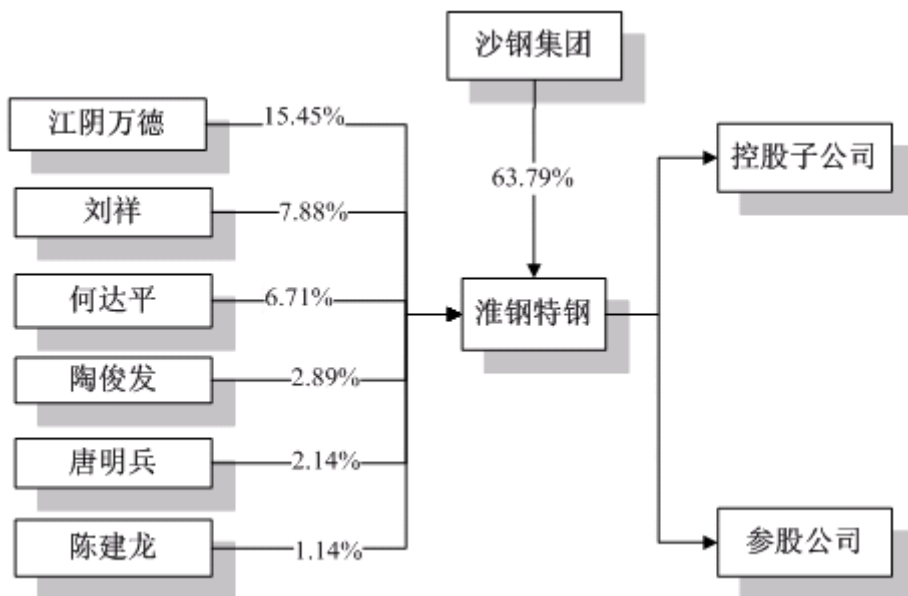 沙钢集团
江阴万德
15.45%
63.79%
控股子公司
刘祥
7.88%
何达平
6.71%
淮钢特钢
陶俊发
2.89%
唐明兵
2.14%
陈建龙
1.14%
参股公司